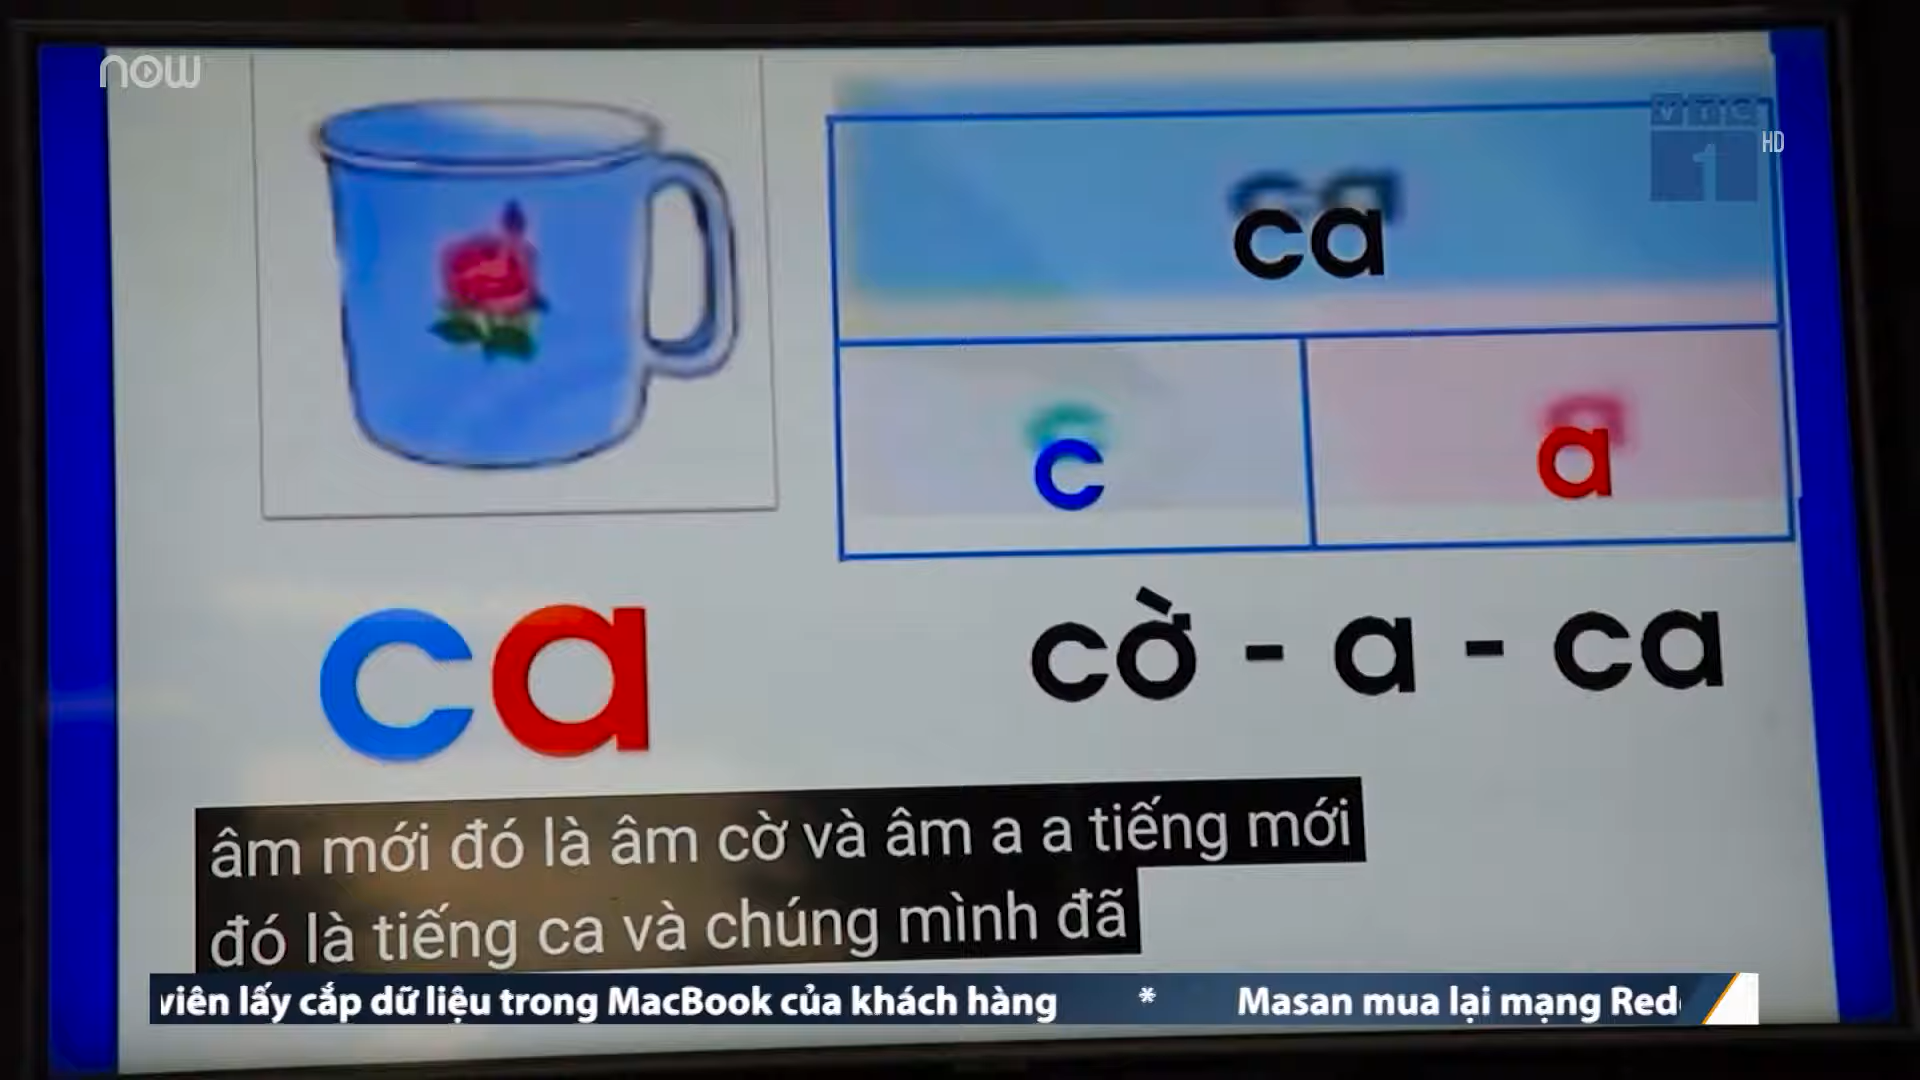 now
VTC
1
HD
ca
c
a
ca
cờ - a - ca
âm mới đó là âm cờ và âm a a tiếng mới
đó là tiếng ca và chúng mình đã
viên lấy cắp dữ liệu trong MacBook của khách hàng * Masan mua lại mạng